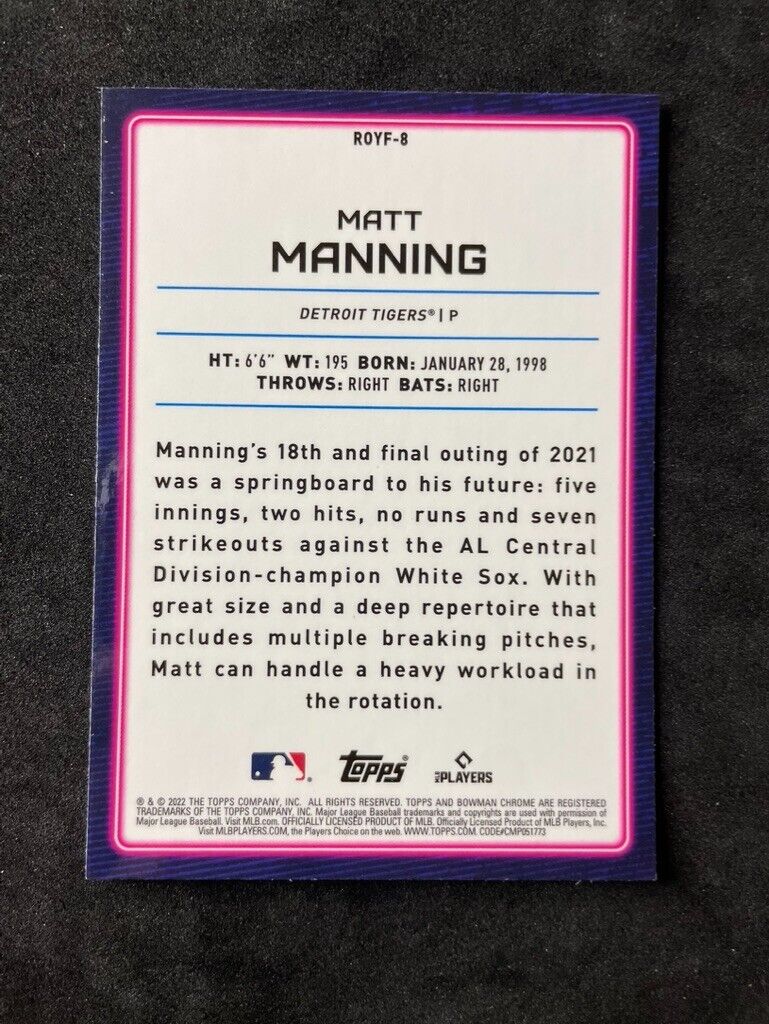 ROYF-8
MATT
MANNING
DETROIT TIGERS® | P
HT: 6'6" WT: 195 BORN: JANUARY 28, 1998
THROWS: RIGHT BATS: RIGHT
Manning's 18th and final outing of 2021
was a springboard to his future: five
innings, two hits, no runs and seven
strikeouts against the AL Central
Division-champion White Sox. With
great size and a deep repertoire that
includes multiple breaking pitches,
Matt can handle a heavy workload in
the rotation.
topps® MLB PLAYERS
® & © 2022 THE TOPPS COMPANY, INC. ALL RIGHTS RESERVED. TOPPS AND BOWMAN CHROME ARE REGISTERED
TRADEMARKS OF THE TOPPS COMPANY, INC. Major League Baseball trademarks and copyrights are used with permission of
Major League Baseball. Visit MLB.com. OFFICIALLY LICENSED PRODUCT OF MLB. Officially Licensed Product of MLB Players, Inc.
Visit MLBPLAYERS.COM, the Players Choice on the web. WWW.TOPPS.COM. CODE#CMP051773